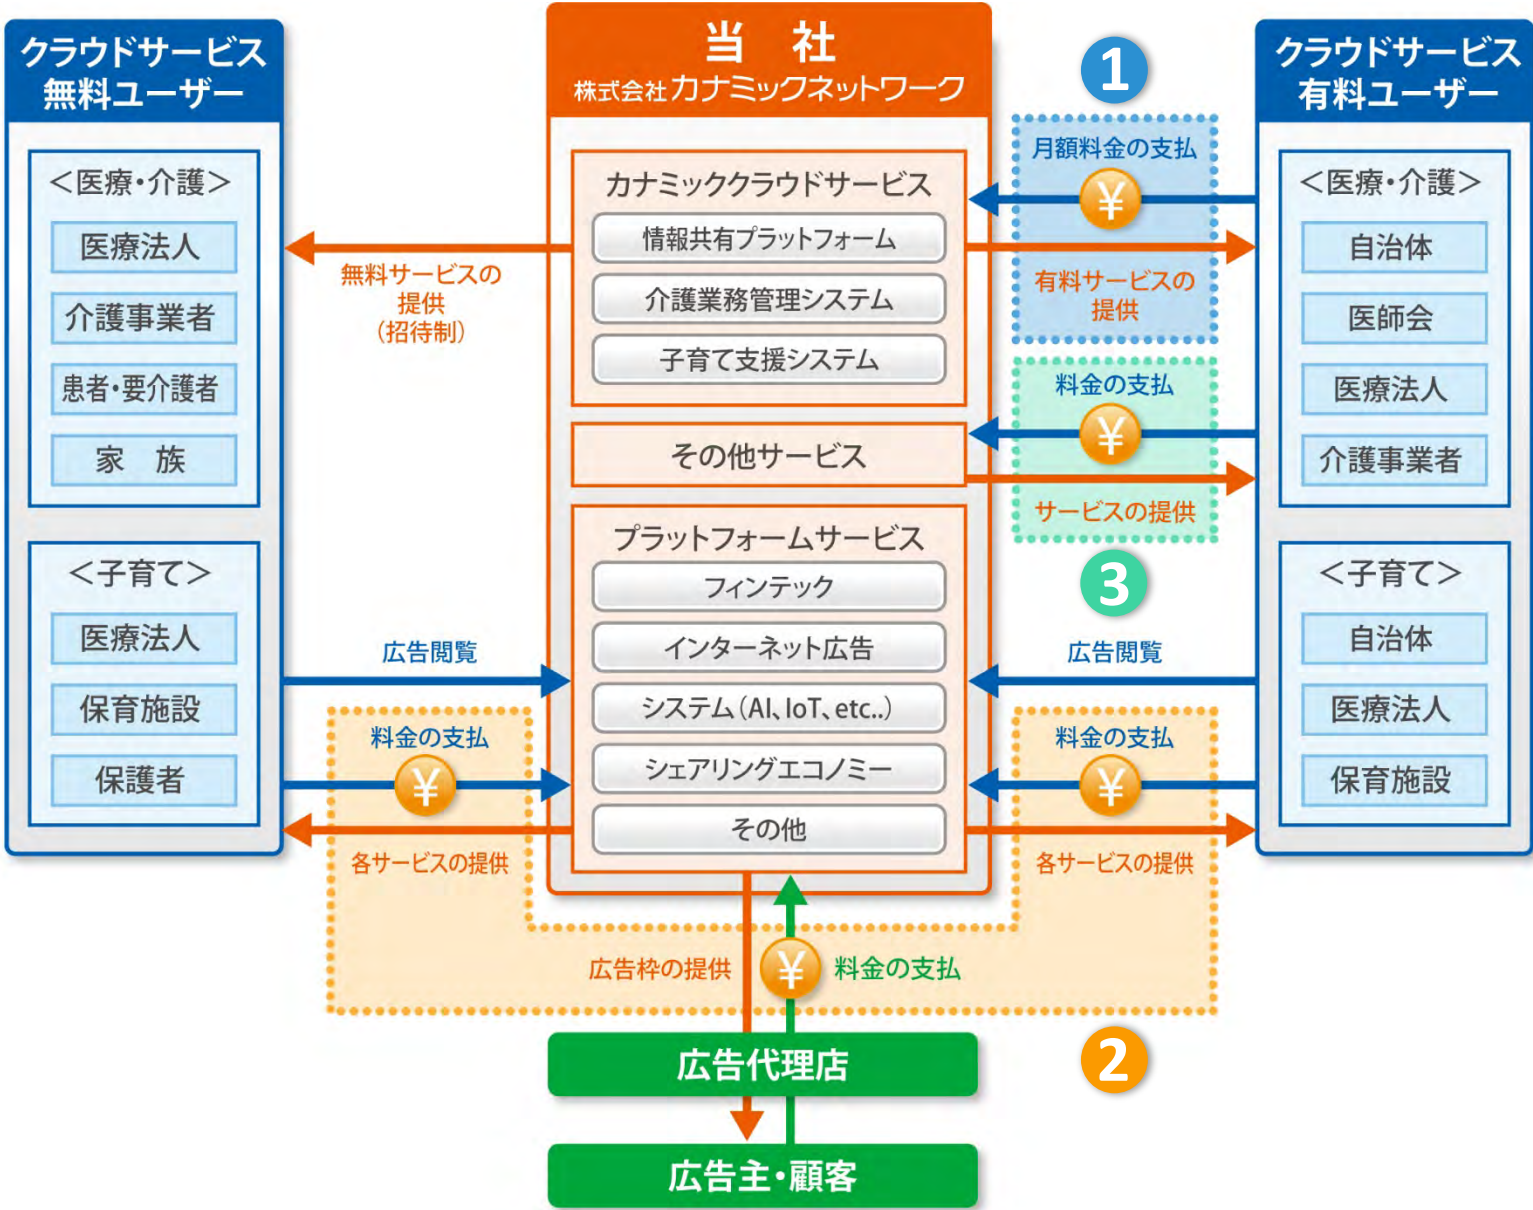 クラウドサービス
無料ユーザー
＜医療・介護＞
医療法人
介護事業者
患者・要介護者
家　族
＜子育て＞
医療法人
保育施設
保護者
無料サービスの
提供
（招待制）
広告閲覧
料金の支払
¥
各サービスの提供
当　社
株式会社カナミックネットワーク
カナミッククラウドサービス
情報共有プラットフォーム
介護業務管理システム
子育て支援システム
その他サービス
プラットフォームサービス
フィンテック
インターネット広告
システム（AI、IoT、etc..）
シェアリングエコノミー
その他
1
月額料金の支払
¥
有料サービスの
提供
料金の支払
¥
サービスの提供
3
広告閲覧
料金の支払
¥
各サービスの提供
クラウドサービス
有料ユーザー
＜医療・介護＞
自治体
医師会
医療法人
介護事業者
＜子育て＞
自治体
医療法人
保育施設
広告枠の提供
¥
料金の支払
2
広告代理店
広告主・顧客